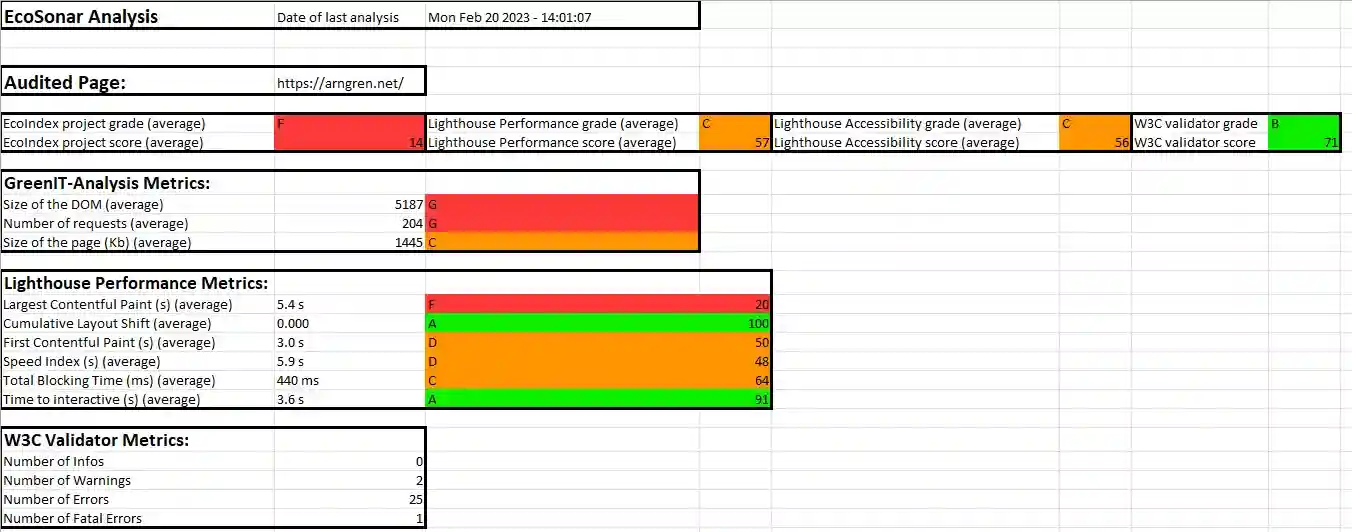 EcoSonar Analysis Date of last analysis Mon Feb 20 2023 - 14:01:07
Audited Page: https://arngren.net/
EcoIndex project grade (average) F Lighthouse Performance grade (average) C Lighthouse Accessibility grade (average) C W3C validator grade B
EcoIndex project score (average) 14 Lighthouse Performance score (average) 57 Lighthouse Accessibility score (average) 56 W3C validator score 71
GreenIT-Analysis Metrics:
Size of the DOM (average) 5187 G
Number of requests (average) 204 G
Size of the page (Kb) (average) 1445 C
Lighthouse Performance Metrics:
Largest Contentful Paint (s) (average) 5.4 s F 20
Cumulative Layout Shift (average) 0.000 A 100
First Contentful Paint (s) (average) 3.0 s D 50
Speed Index (s) (average) 5.9 s D 48
Total Blocking Time (ms) (average) 440 ms C 64
Time to interactive (s) (average) 3.6 s A 91
W3C Validator Metrics:
Number of Infos 0
Number of Warnings 2
Number of Errors 25
Number of Fatal Errors 1